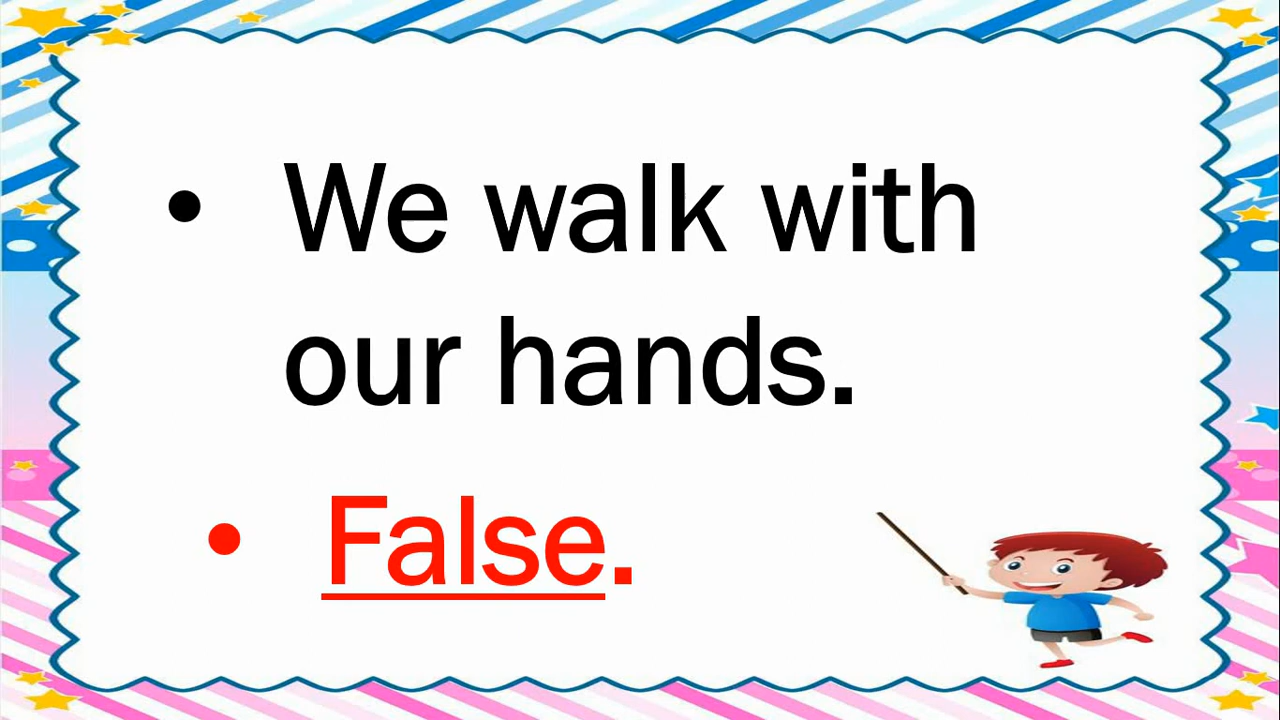 • We walk with
our hands.
• False.